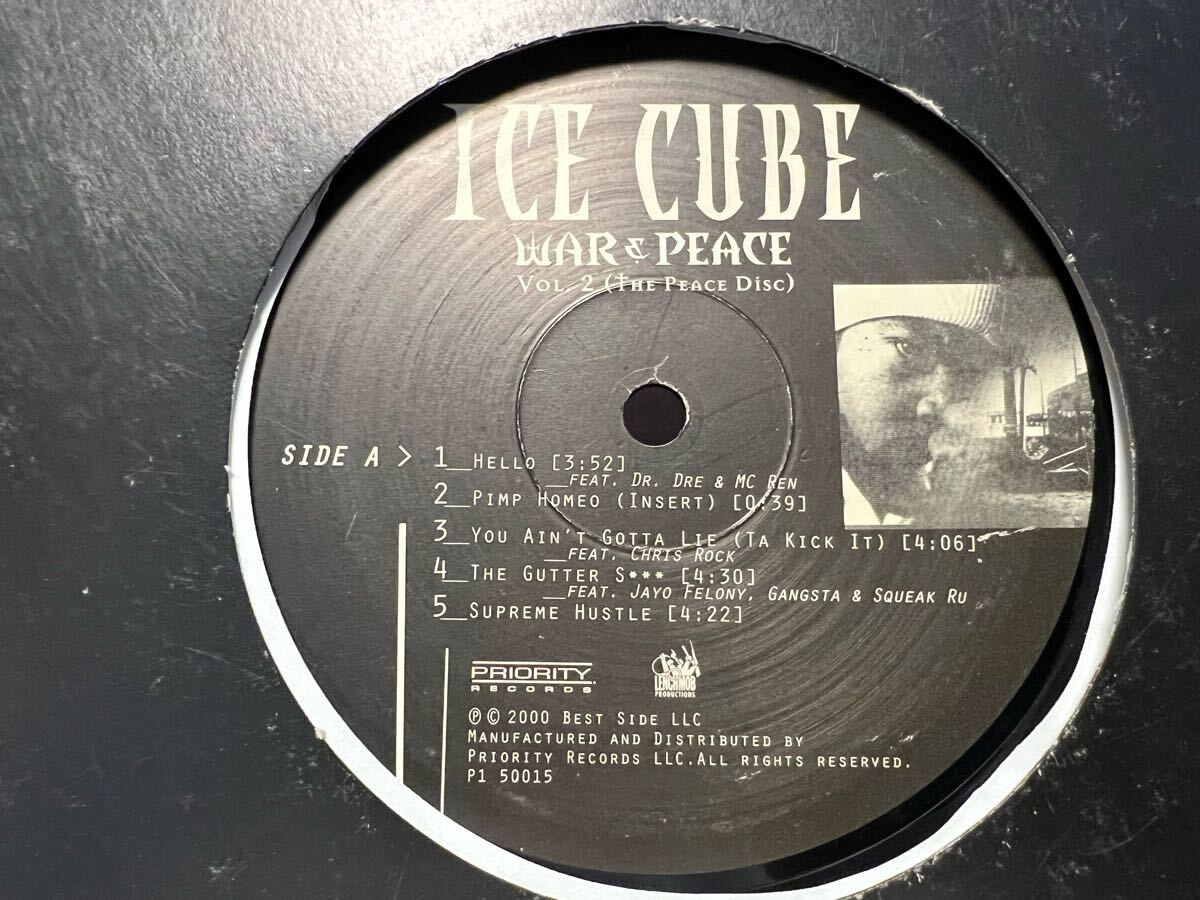 ICE CUBE
WAR & PEACE
VOL. 2 (THE PEACE DISC)
SIDE A > 1__HELLO [3:52]
__FEAT. DR. DRE & MC REN
2__PIMP HOMEO (INSERT) [0:39]
3__YOU AIN'T GOTTA LIE (TA KICK IT) [4:06]
__FEAT. CHRIS ROCK
4__THE GUTTER S*** [4:30]
__FEAT. JAYO FELONY, GANGSTA & SQUEAK RU
5__SUPREME HUSTLE [4:22]
PRIORITY.
RECORDS
LENCH MOB
PRODUCTIONS
℗ © 2000 BEST SIDE LLC
MANUFACTURED AND DISTRIBUTED BY
PRIORITY RECORDS LLC.ALL RIGHTS RESERVED.
P1 50015